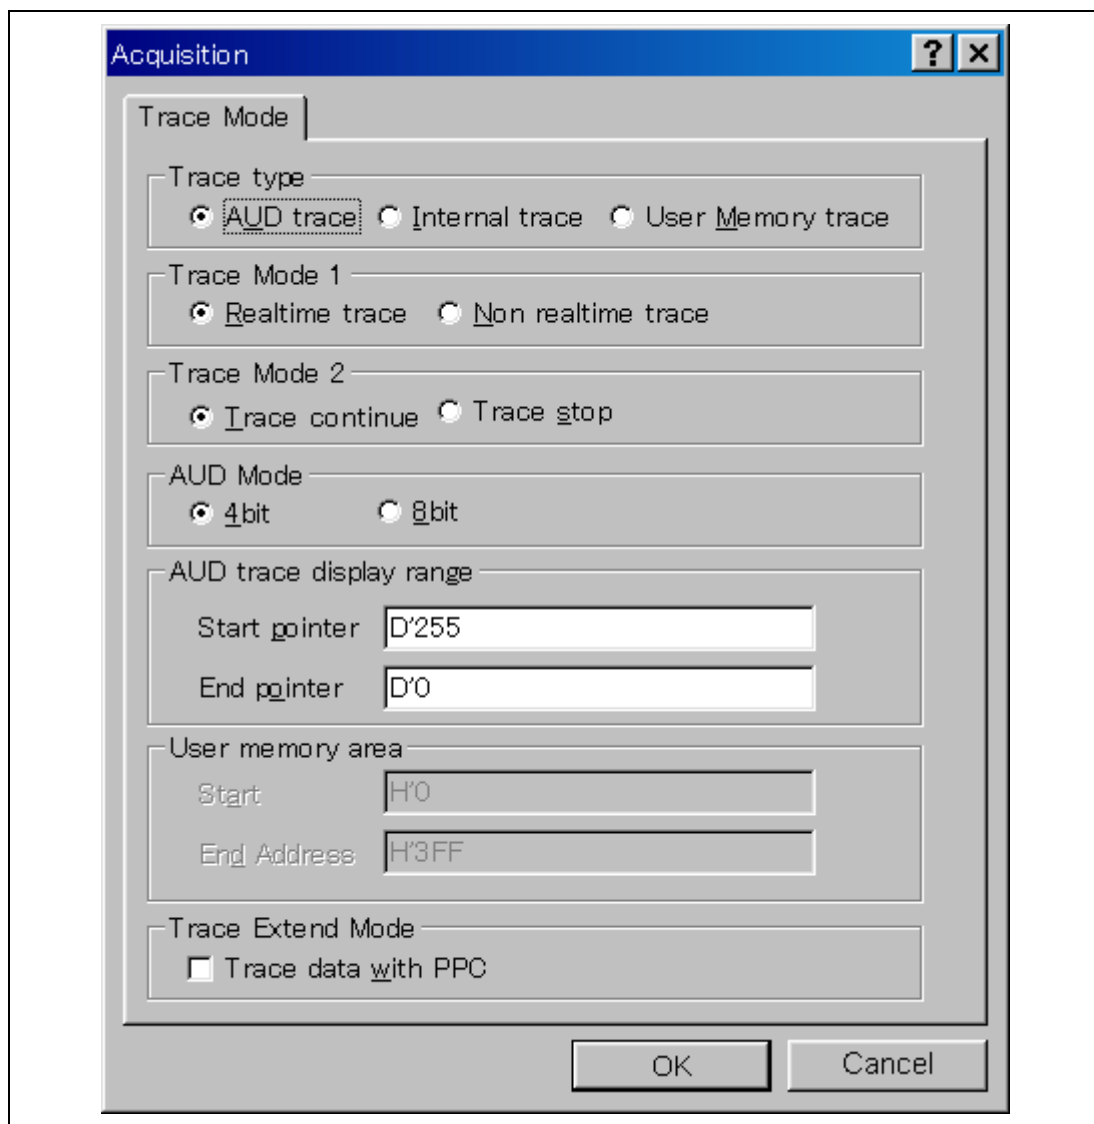 Acquisition
Trace Mode
Trace type
AUD trace Internal trace User Memory trace
Trace Mode 1
Realtime trace Non realtime trace
Trace Mode 2
Trace continue Trace stop
AUD Mode
4bit 8bit
AUD trace display range
Start pointer D'255
End pointer D'0
User memory area
Start H'0
End Address H'3FF
Trace Extend Mode
Trace data with PPC
OK Cancel